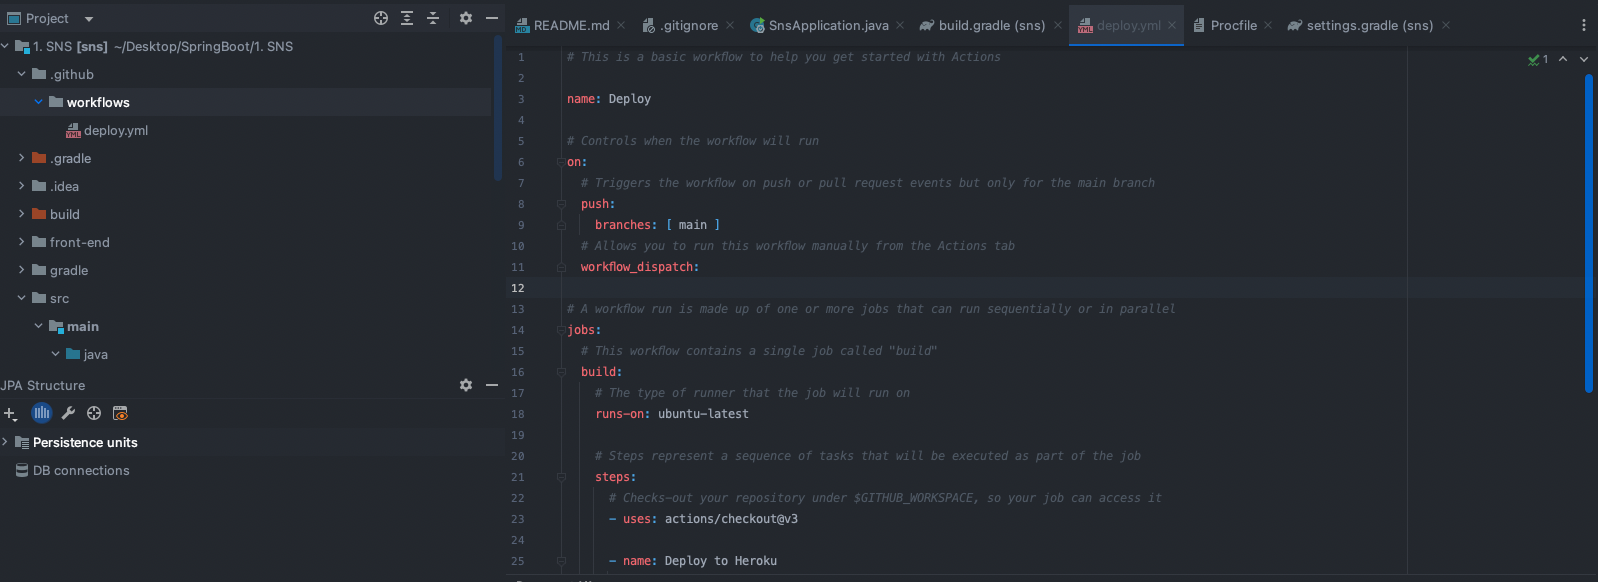 Project
1. SNS [sns] ~/Desktop/SpringBoot/1. SNS
.github
workflows
deploy.yml
.gradle
.idea
build
front-end
gradle
src
main
java
JPA Structure
Persistence units
DB connections
README.md
.gitignore
SnsApplication.java
build.gradle (sns)
deploy.yml
Procfile
settings.gradle (sns)
1
1 # This is a basic workflow to help you get started with Actions
2
3 name: Deploy
4
5 # Controls when the workflow will run
6 on:
7 # Triggers the workflow on push or pull request events but only for the main branch
8 push:
9 branches: [ main ]
10 # Allows you to run this workflow manually from the Actions tab
11 workflow_dispatch:
12
13 # A workflow run is made up of one or more jobs that can run sequentially or in parallel
14 jobs:
15 # This workflow contains a single job called "build"
16 build:
17 # The type of runner that the job will run on
18 runs-on: ubuntu-latest
19
20 # Steps represent a sequence of tasks that will be executed as part of the job
21 steps:
22 # Checks-out your repository under $GITHUB_WORKSPACE, so your job can access it
23 - uses: actions/checkout@v3
24
25 - name: Deploy to Heroku